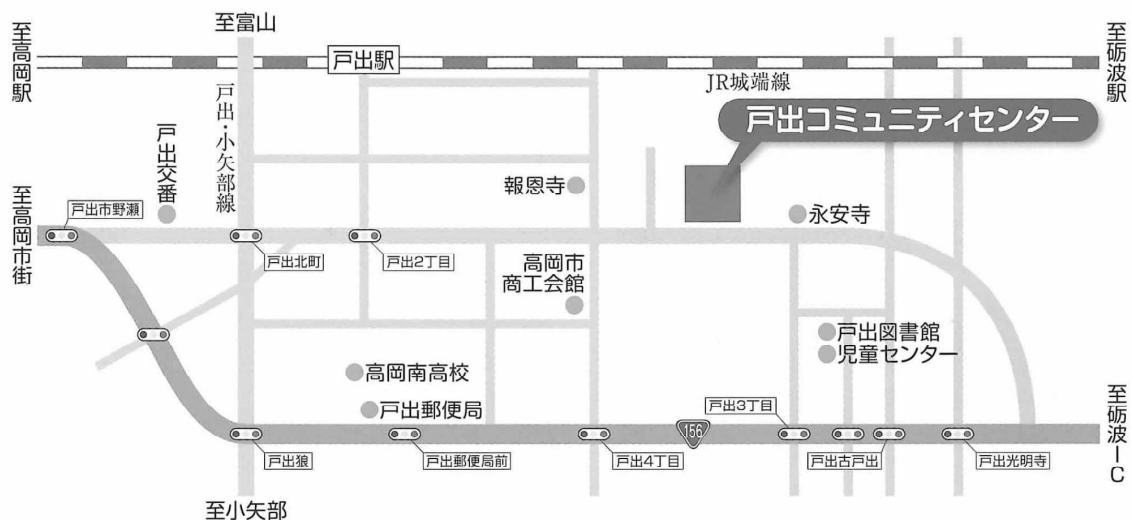 至富山
至高岡駅
戸出駅
至砺波駅
JR城端線
戸出・小矢部線
戸出コミュニティセンター
戸出交番
報恩寺
至高岡市街
戸出市野瀬
永安寺
戸出北町
戸出2丁目
高岡市
商工会館
戸出図書館
児童センター
高岡南高校
戸出郵便局
戸出3丁目
至砺波IC
156
戸出狼
戸出郵便局前
戸出4丁目
戸出古戸出
戸出光明寺
至小矢部